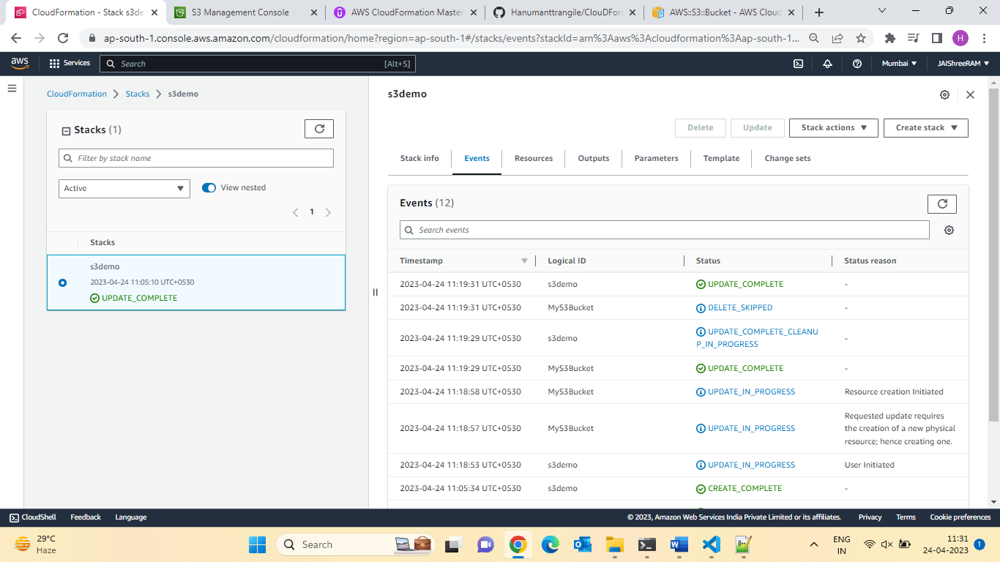 CloudFormation - Stack s3de
S3 Management Console
AWS CloudFormation Master
Hanumanttrangile/ClouDFor
AWS::S3::Bucket - AWS Cloud
ap-south-1.console.aws.amazon.com/cloudformation/home?region=ap-south-1#/stacks/events?stackId=arn%3Aaws%3Acloudformation%3Aap-south-1...
H
aws
Services
Search
[Alt+S]
Mumbai
JAIShreeRAM
CloudFormation
Stacks
s3demo
Stacks (1)
Filter by stack name
Active
View nested
1
Stacks
s3demo
2023-04-24 11:05:10 UTC+0530
UPDATE_COMPLETE
s3demo
Delete
Update
Stack actions
Create stack
Stack info
Events
Resources
Outputs
Parameters
Template
Change sets
Events (12)
Search events
Timestamp
Logical ID
Status
Status reason
2023-04-24 11:19:31 UTC+0530
s3demo
UPDATE_COMPLETE
-
2023-04-24 11:19:31 UTC+0530
MyS3Bucket
DELETE_SKIPPED
-
2023-04-24 11:19:29 UTC+0530
s3demo
UPDATE_COMPLETE_CLEANU
P_IN_PROGRESS
-
2023-04-24 11:19:29 UTC+0530
MyS3Bucket
UPDATE_COMPLETE
-
2023-04-24 11:18:58 UTC+0530
MyS3Bucket
UPDATE_IN_PROGRESS
Resource creation Initiated
2023-04-24 11:18:57 UTC+0530
MyS3Bucket
UPDATE_IN_PROGRESS
Requested update requires
the creation of a new physical
resource; hence creating one.
2023-04-24 11:18:53 UTC+0530
s3demo
UPDATE_IN_PROGRESS
User Initiated
2023-04-24 11:05:34 UTC+0530
s3demo
CREATE_COMPLETE
-
CloudShell
Feedback
Language
© 2023, Amazon Web Services India Private Limited or its affiliates.
Privacy
Terms
Cookie preferences
29°C
Haze
Search
ENG
IN
11:31
24-04-2023
1